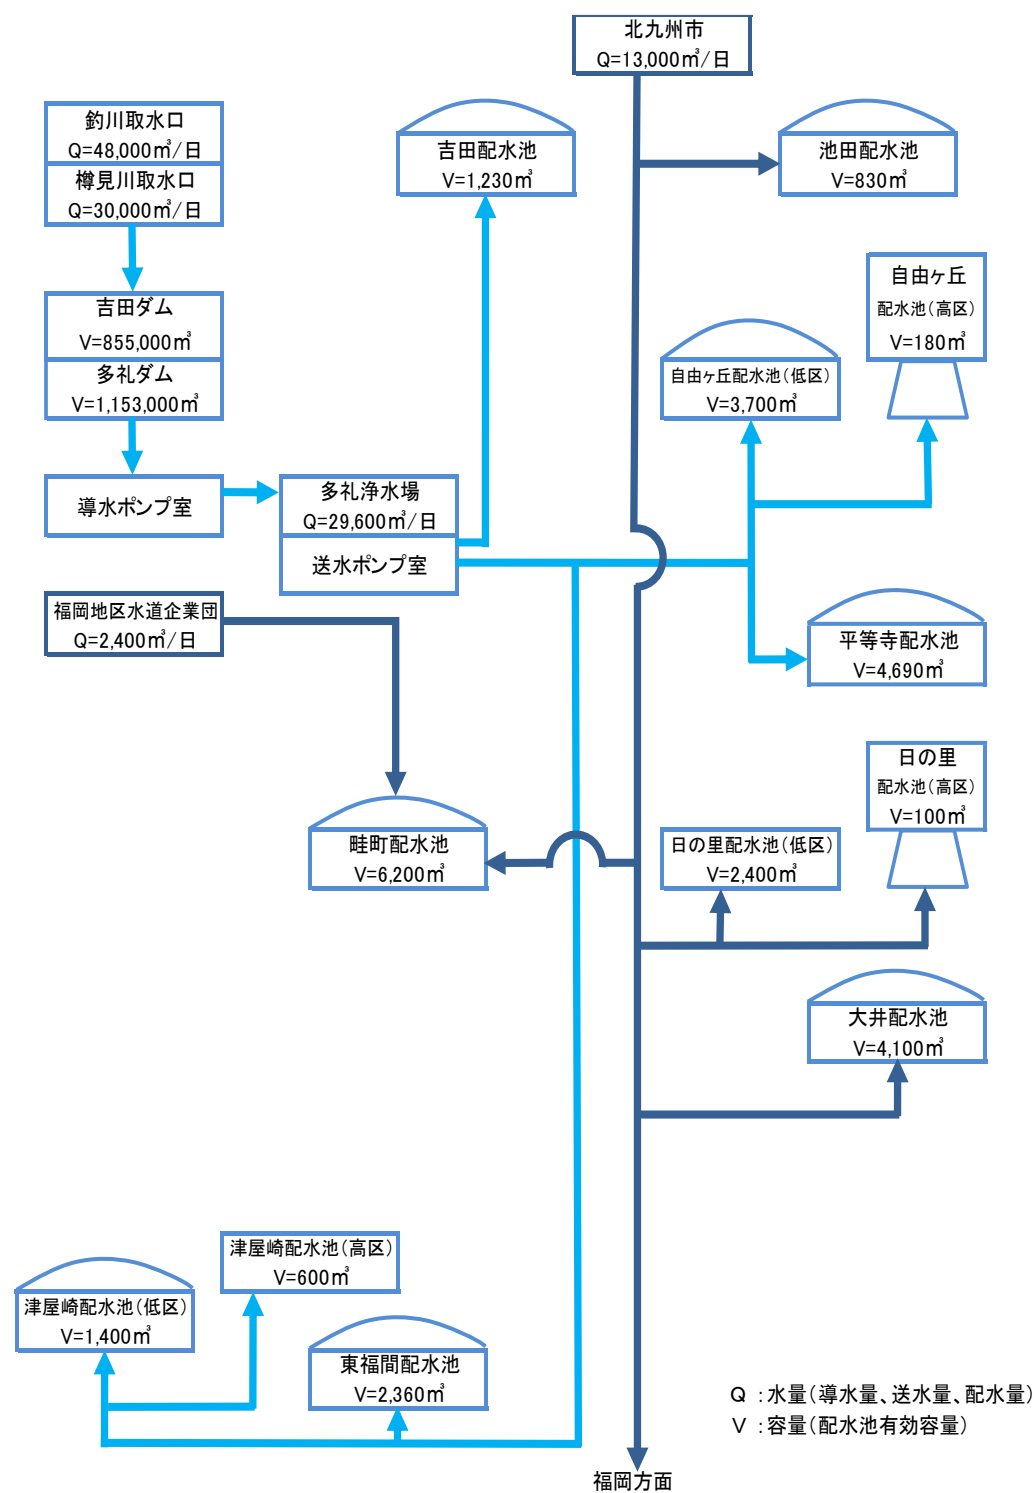 北九州市
Q=13,000㎥/日
釣川取水口
Q=48,000㎥/日
樽見川取水口
Q=30,000㎥/日
吉田配水池
V=1,230㎥
池田配水池
V=830㎥
吉田ダム
V=855,000㎥
多礼ダム
V=1,153,000㎥
自由ヶ丘
配水池(高区)
V=180㎥
自由ヶ丘配水池(低区)
V=3,700㎥
導水ポンプ室
多礼浄水場
Q=29,600㎥/日
送水ポンプ室
福岡地区水道企業団
Q=2,400㎥/日
平等寺配水池
V=4,690㎥
日の里
配水池(高区)
V=100㎥
畦町配水池
V=6,200㎥
日の里配水池(低区)
V=2,400㎥
大井配水池
V=4,100㎥
津屋崎配水池(高区)
V=600㎥
津屋崎配水池(低区)
V=1,400㎥
東福間配水池
V=2,360㎥
Q :水量(導水量、送水量、配水量)
V :容量(配水池有効容量)
福岡方面